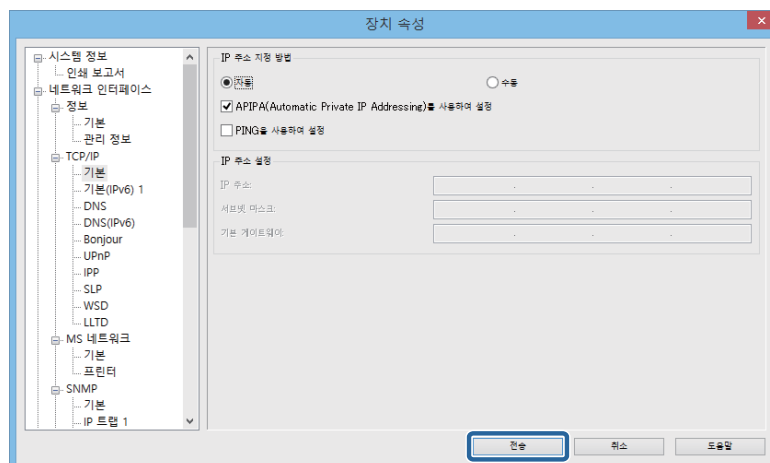 장치 속성
시스템 정보
인쇄 보고서
네트워크 인터페이스
정보
기본
관리 정보
TCP/IP
기본
기본(IPv6) 1
DNS
DNS(IPv6)
Bonjour
UPnP
IPP
SLP
WSD
LLTD
MS 네트워크
기본
프린터
SNMP
기본
IP 트랩 1
IP 주소 지정 방법
자동 수동
APIPA(Automatic Private IP Addressing)를 사용하여 설정
PING을 사용하여 설정
IP 주소 설정
IP 주소:
서브넷 마스크:
기본 게이트웨이:
전송 취소 도움말